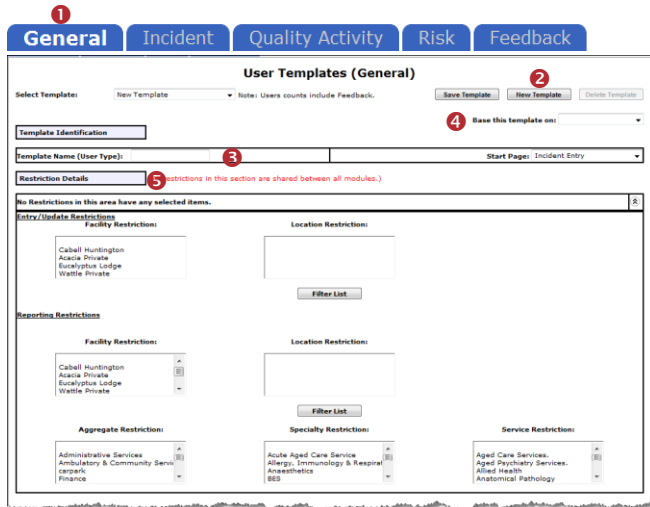 1
General Incident Quality Activity Risk Feedback
User Templates (General)
2
Select Template: New Template Note: Users counts include Feedback. Save Template New Template Delete Template
4 Base this template on:
Template Identification
Template Name (User Type): 3 Start Page: Incident Entry
Restriction Details 5 restrictions in this section are shared between all modules.)
No Restrictions in this area have any selected items.
Entry/Update Restrictions
Facility Restriction: Location Restriction:
Cabell Huntington
Acacia Private
Eucalyptus Lodge
Wattle Private
Filter List
Reporting Restrictions
Facility Restriction: Location Restriction:
Cabell Huntington
Acacia Private
Eucalyptus Lodge
Wattle Private
Filter List
Aggregate Restriction: Specialty Restriction: Service Restriction:
Administrative Services Acute Aged Care Service Aged Care Services.
Ambulatory & Community Servic Allergy, Immunology & Respirat Aged Psychiatry Services.
carpark Anaesthetics Allied Health
Finance BES Anatomical Pathology